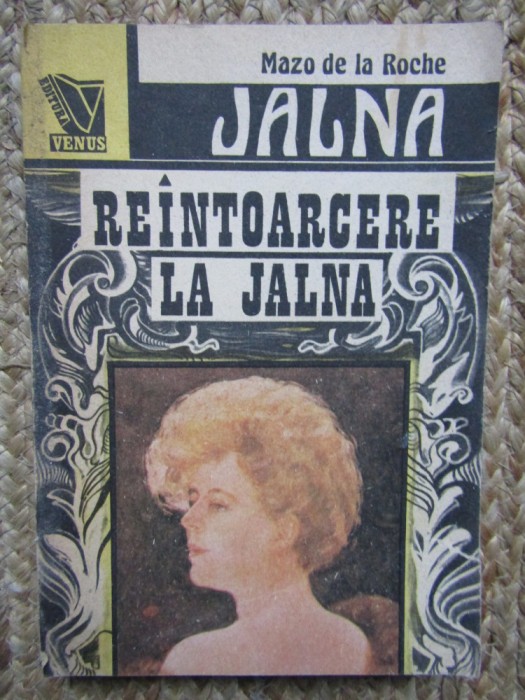 EDITURA
VENUS
Mazo de la Roche
JALNA
REÎNTOARCERE
LA JALNA